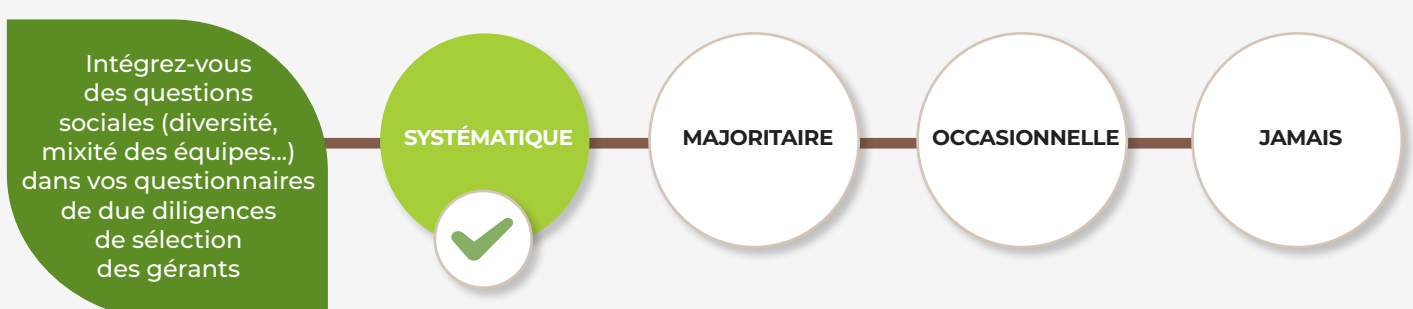 Intégrez-vous
des questions
sociales (diversité,
mixité des équipes...)
dans vos questionnaires
de due diligences
de sélection
des gérants
SYSTÉMATIQUE
MAJORITAIRE
OCCASIONNELLE
JAMAIS